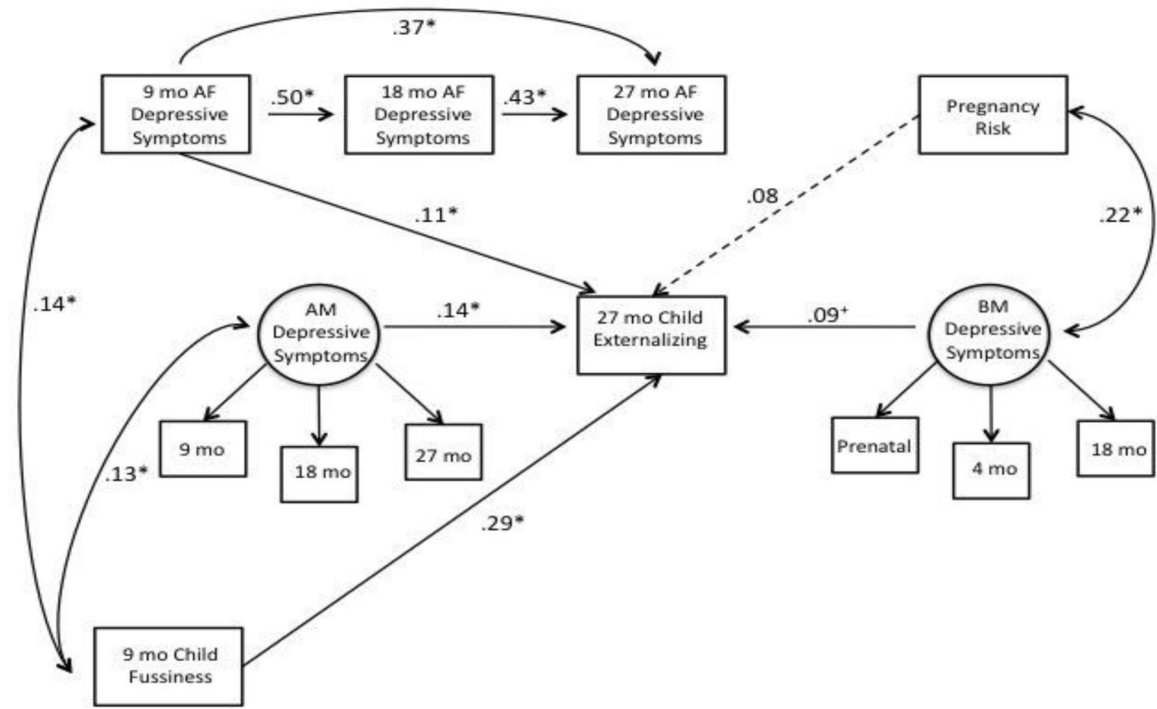 .37*
9 mo AF
Depressive
Symptoms
.50*
18 mo AF
Depressive
Symptoms
.43*
27 mo AF
Depressive
Symptoms
Pregnancy
Risk
.11*
.08
.22*
.14*
AM
Depressive
Symptoms
.14*
27 mo Child
Externalizing
.09⁺
BM
Depressive
Symptoms
9 mo
18 mo
27 mo
Prenatal
4 mo
18 mo
.13*
.29*
9 mo Child
Fussiness